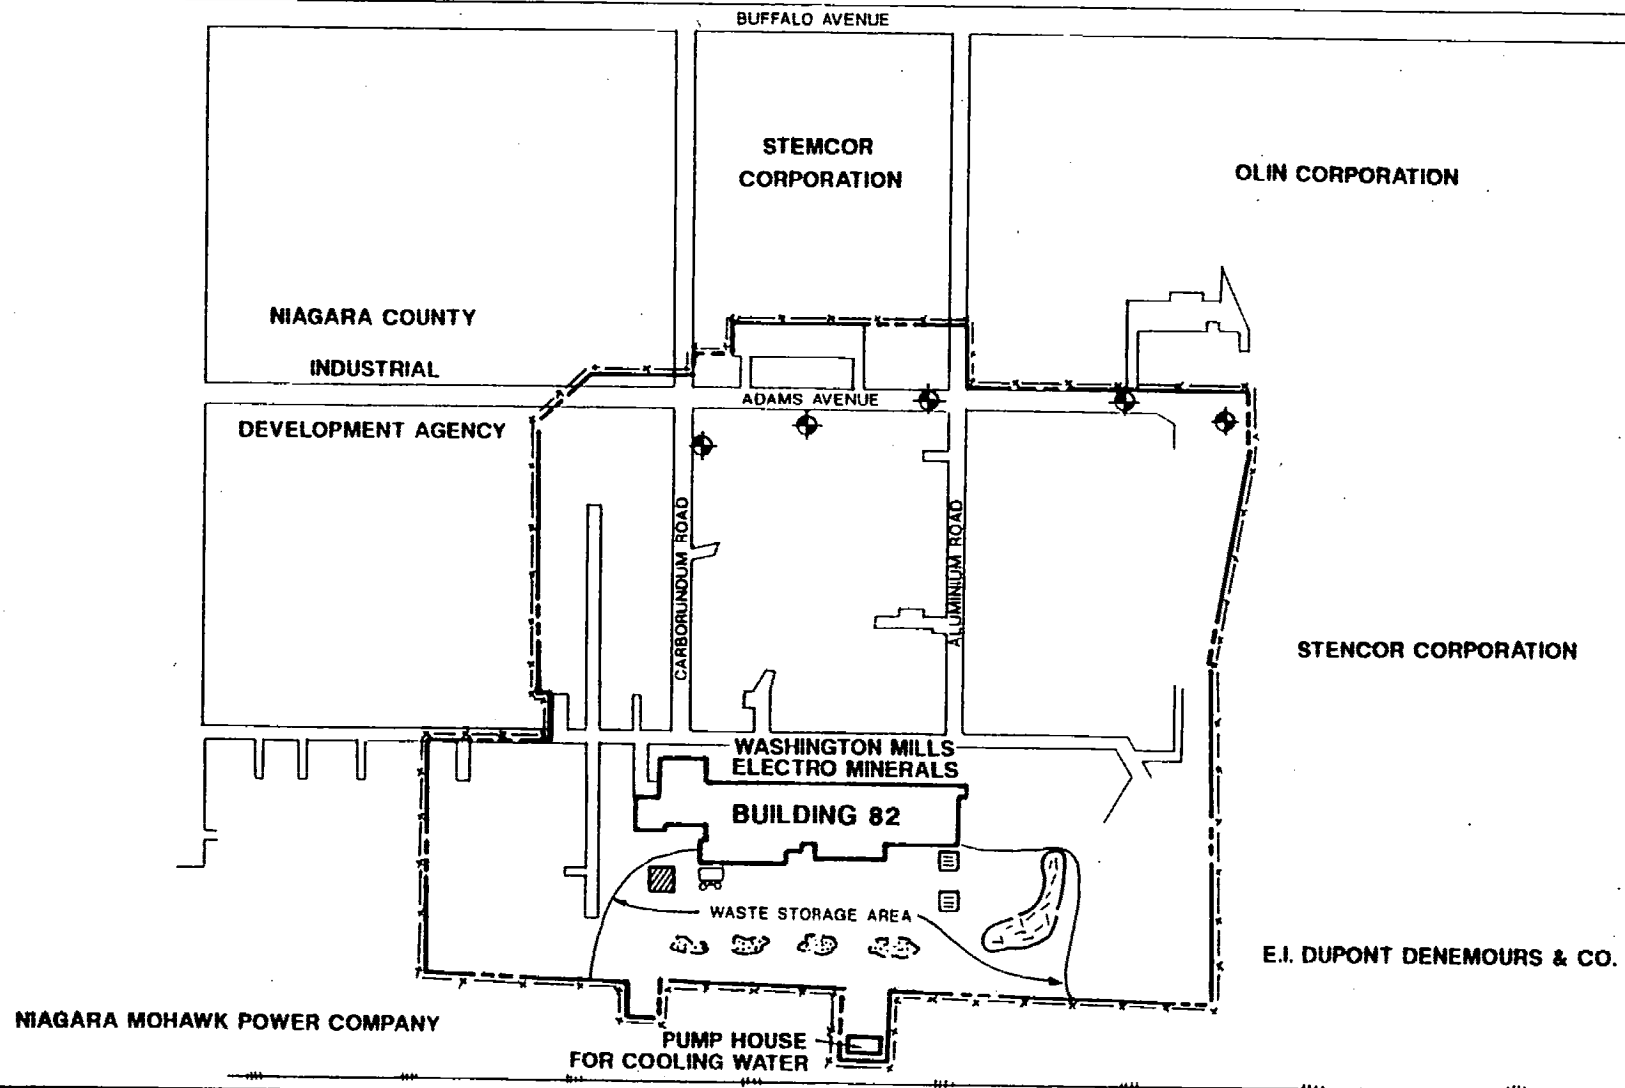 BUFFALO AVENUE
STEMCOR
CORPORATION
OLIN CORPORATION
NIAGARA COUNTY
INDUSTRIAL
DEVELOPMENT AGENCY
ADAMS AVENUE
CARBORUNDUM ROAD
ALUMINIUM ROAD
STENCOR CORPORATION
WASHINGTON MILLS
ELECTRO MINERALS
BUILDING 82
WASTE STORAGE AREA
E.I. DUPONT DENEMOURS & CO.
NIAGARA MOHAWK POWER COMPANY
PUMP HOUSE
FOR COOLING WATER